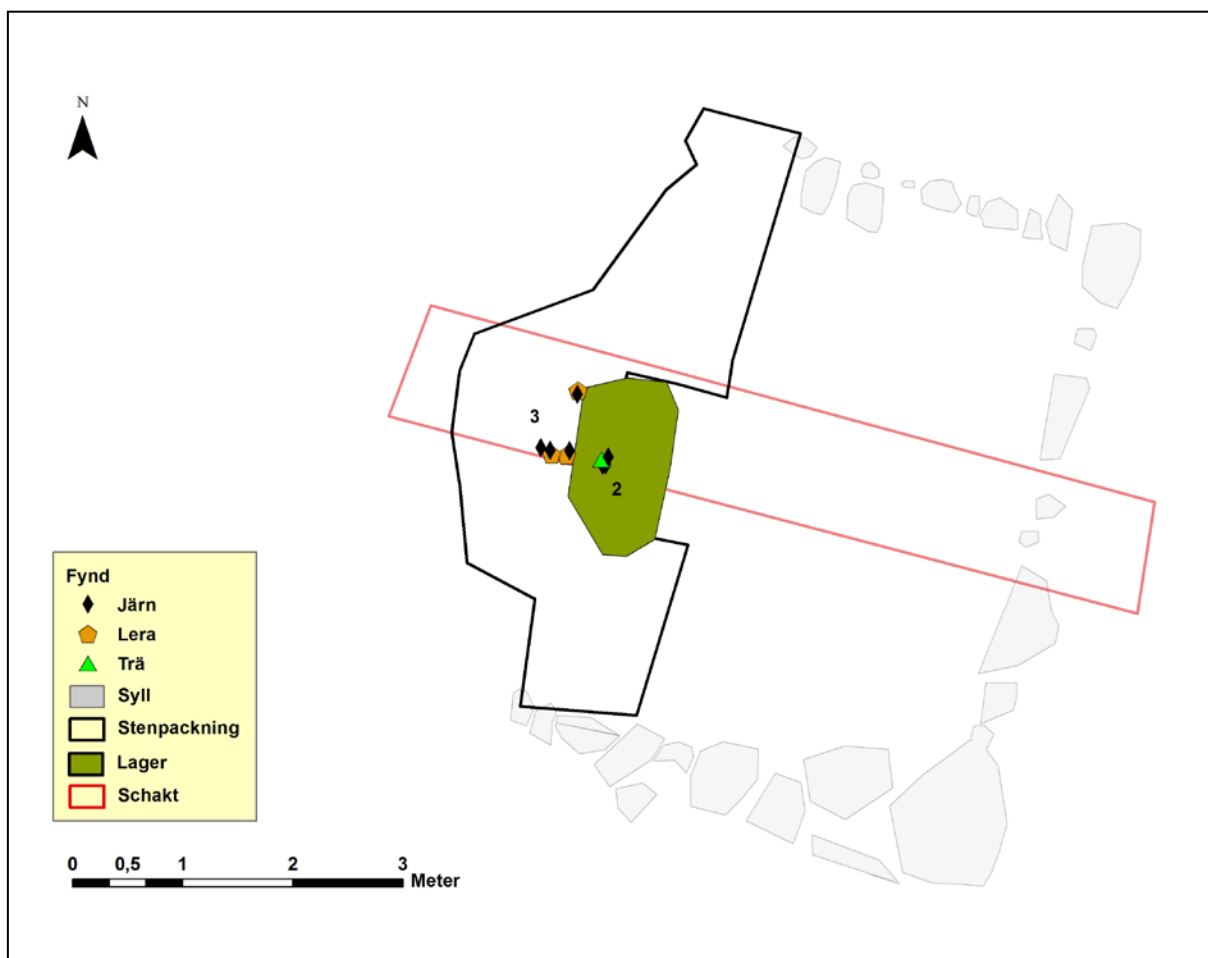 N
3
2
Fynd
Järn
Lera
Trä
Syll
Stenpackning
Lager
Schakt
0 0,5 1 2 3
Meter